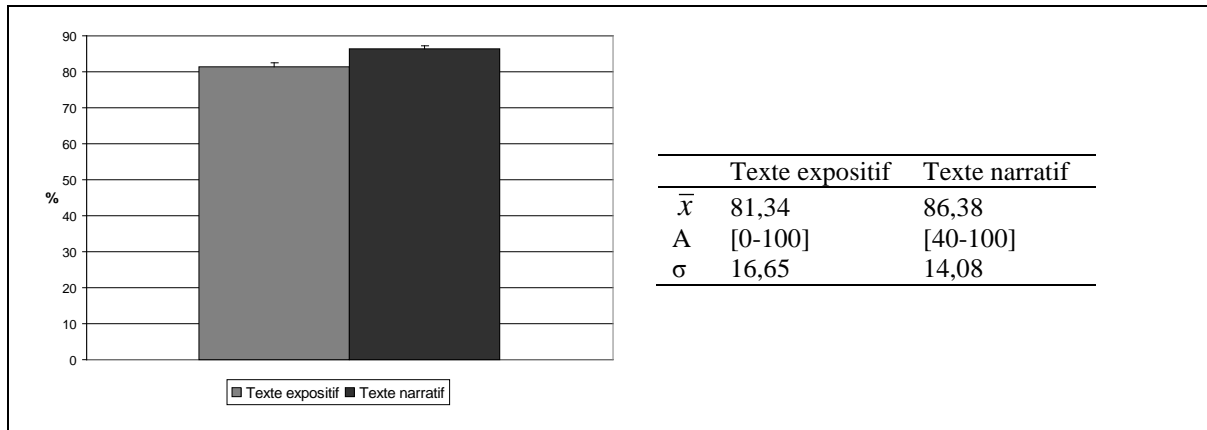 90
80
70
60
50
40
30
20
10
0
%
Texte expositif Texte narratif
Texte expositif Texte narratif
x̅ 81,34 86,38
A [0-100] [40-100]
σ 16,65 14,08